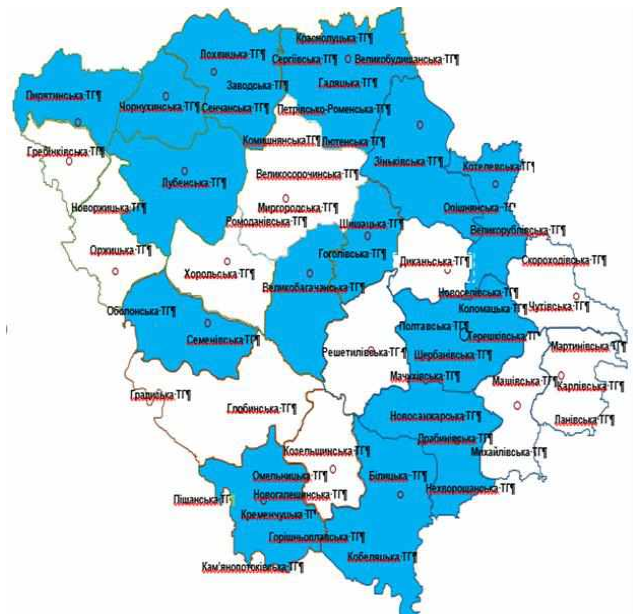 Краснолуцька ТГ¶
Лохвицька ТГ¶
Сергіївська ТГ¶
Великобудищанська ТГ¶
Заводська ТГ¶
Гадяцька ТГ¶
Пирятинська ТГ¶
Чорнухинська ТГ¶
Сенчанська ТГ¶
Петрівсько-Роменська ТГ¶
Комишнянська ТГ¶
Лютенська ТГ¶
Гребінківська ТГ¶
Зіньківська ТГ¶
Котелевська ТГ¶
Великосорочинська ТГ¶
Лубенська ТГ¶
Новоржицька ТГ¶
Миргородська ТГ¶
Опішнянська ТГ¶
Ромоданівська ТГ¶
Шишацька ТГ¶
Великорублівська ТГ¶
Оржицька ТГ¶
Гоголівська ТГ¶
Диканьська ТГ¶
Скороходівська ТГ¶
Хорольська ТГ¶
Великобагачанська ТГ¶
Новоселівська ТГ¶
Оболонська ТГ¶
Коломацька ТГ¶
Чутівська ТГ¶
Полтавська ТГ¶
Семенівська ТГ¶
Терешківська ТГ¶
Мартинівська ТГ¶
Решетилівська ТГ¶
Щербанівська ТГ¶
Мачухівська ТГ¶
Машівська ТГ¶
Карлівська ТГ¶
Градизька ТГ¶
Глобинська ТГ¶
Новосанжарська ТГ¶
Ланівська ТГ¶
Драбинівська ТГ¶
Козельщинська ТГ¶
Михайлівська ТГ¶
Омельницька ТГ¶
Білицька ТГ¶
Піщанська ТГ
Новогалещинська ТГ¶
Нехворощанська ТГ¶
Кременчуцька ТГ¶
Горішньоплавська ТГ¶
Кобеляцька ТГ¶
Кам'янопотоківська ТГ¶